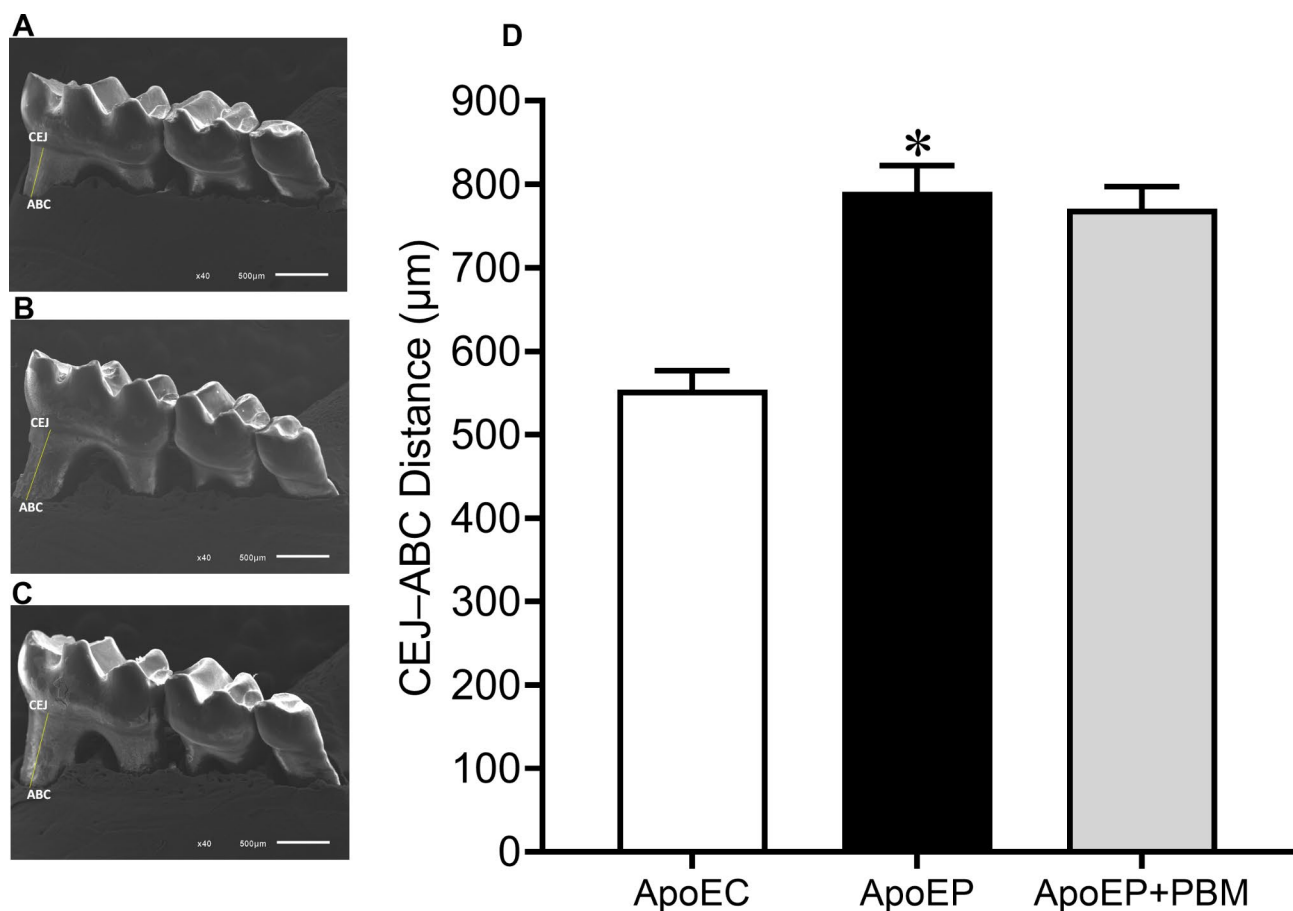 A
CEJ
ABC
x40 500µm
B
CEJ
ABC
x40 500µm
C
CEJ
ABC
x40 500µm
D
CEJ–ABC Distance (µm)
900
800
700
600
500
400
300
200
100
0
*
ApoEC ApoEP ApoEP+PBM